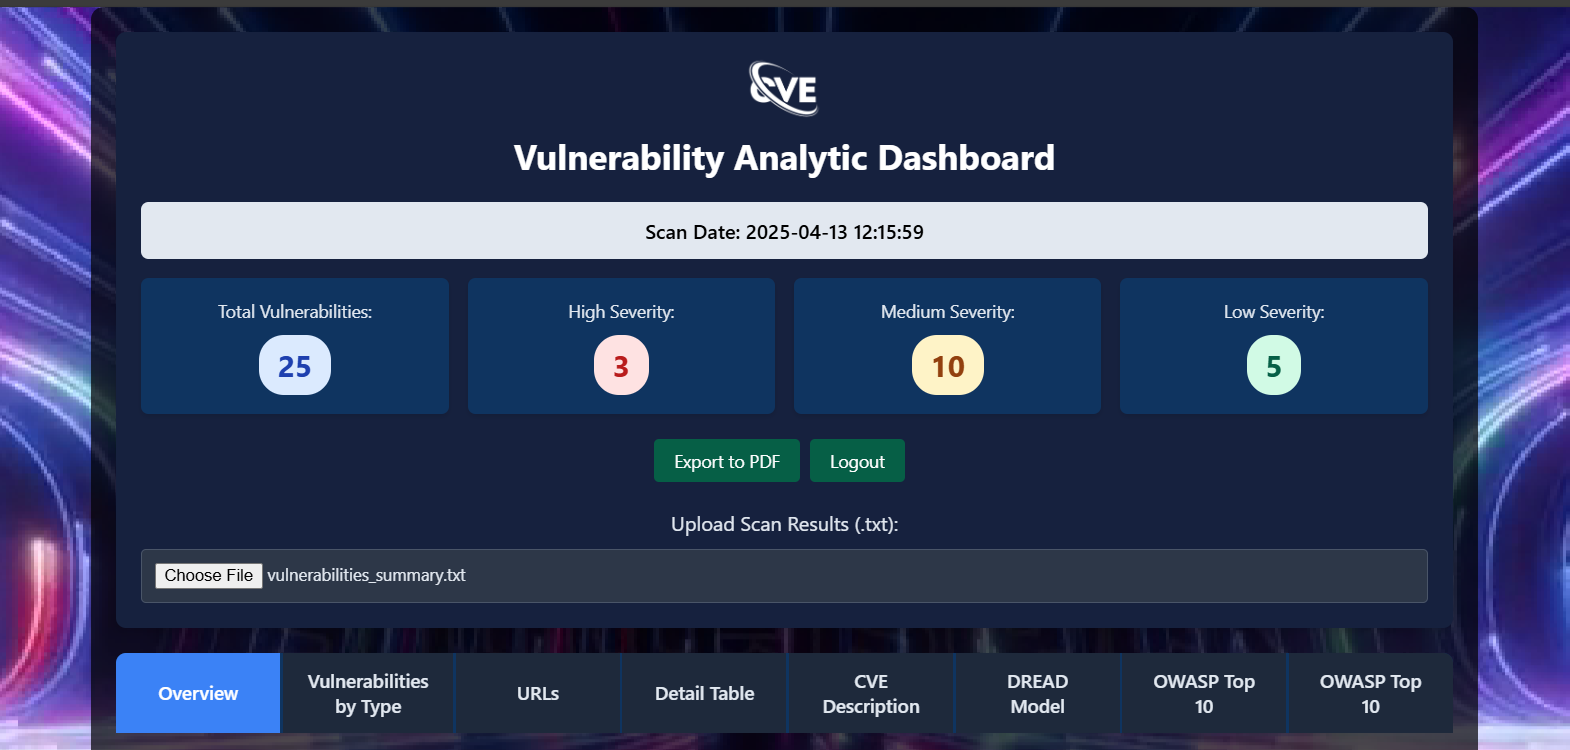 CVE
Vulnerability Analytic Dashboard
Scan Date: 2025-04-13 12:15:59
Total Vulnerabilities:
25
High Severity:
3
Medium Severity:
10
Low Severity:
5
Export to PDF
Logout
Upload Scan Results (.txt):
Choose File vulnerabilities_summary.txt
Overview
Vulnerabilities
by Type
URLs
Detail Table
CVE
Description
DREAD
Model
OWASP Top
10
OWASP Top
10